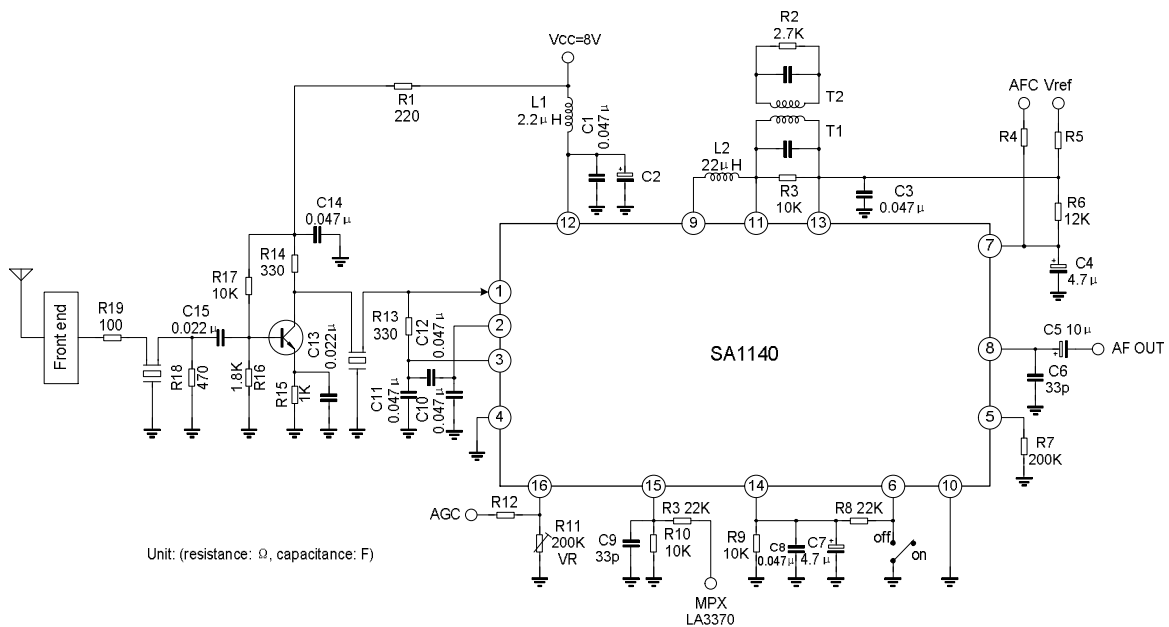 R2
2.7K
VCC=8V
T2
AFC Vref
R1
220
L1
2.2μH
C1
0.047μ
T1
R4
R5
L2
22μH
C2
R3
10K
C3
0.047μ
R6
12K
C14
0.047μ
12
9
11
13
7
R14
330
R17
10K
C4
4.7μ
Front end
R19
100
C15
0.022μ
C13
0.022μ
R13
330
C12
0.047μ
1
2
3
4
SA1140
8
C5 10μ
AF OUT
C6
33p
R18
470
1.8K
R16
R15
1K
C11
0.047μ
C10
0.047μ
5
R7
200K
16
15
14
6
10
AGC
R12
R11
200K
VR
C9
33p
R3 22K
R10
10K
R9
10K
C8
0.047μ
C7
4.7μ
R8 22K
off
on
MPX
LA3370
Unit: (resistance: Ω, capacitance: F)